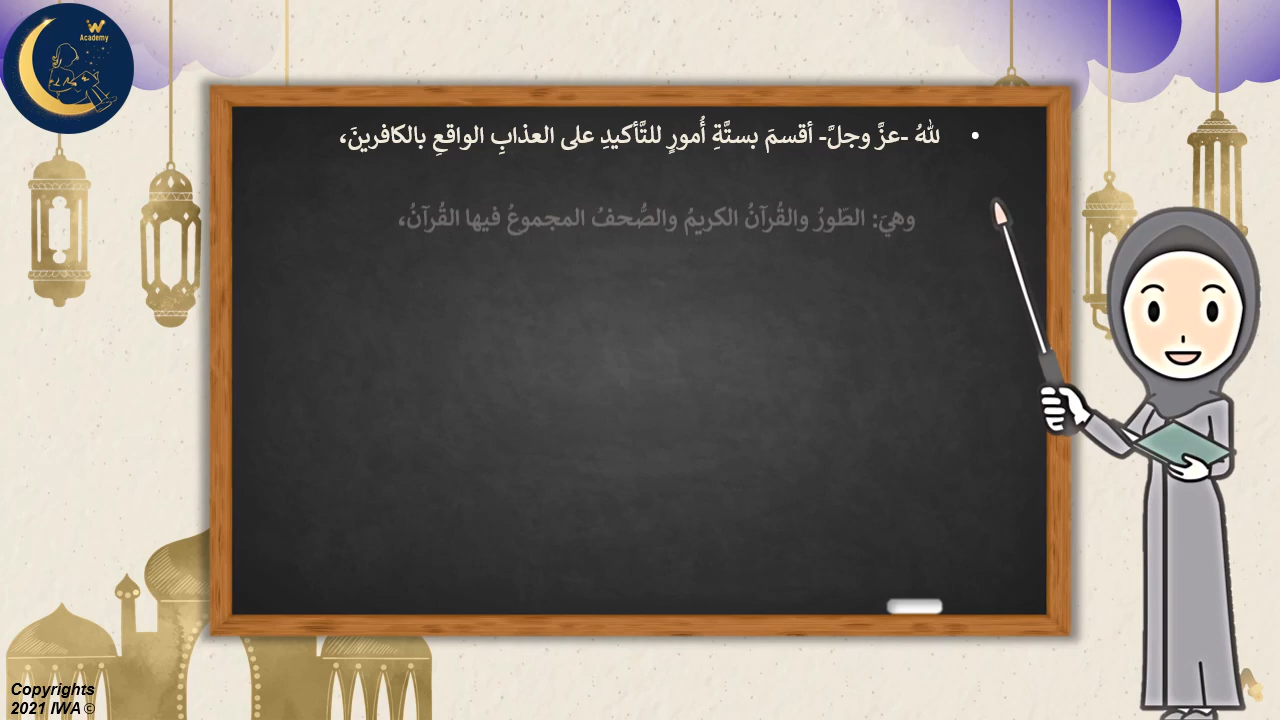 W
Academy
• للهُ -عزَّ وجلَّ- أقسمَ بستَّةِ أُمورٍ للتَّأكيدِ على العذابِ الواقعِ بالكافرينَ،
وهيَ: الطّورُ والقُرآنُ الكريمُ والصُّحفُ المجموعُ فيها القُرآنُ،
Copyrights
2021 IWA ©